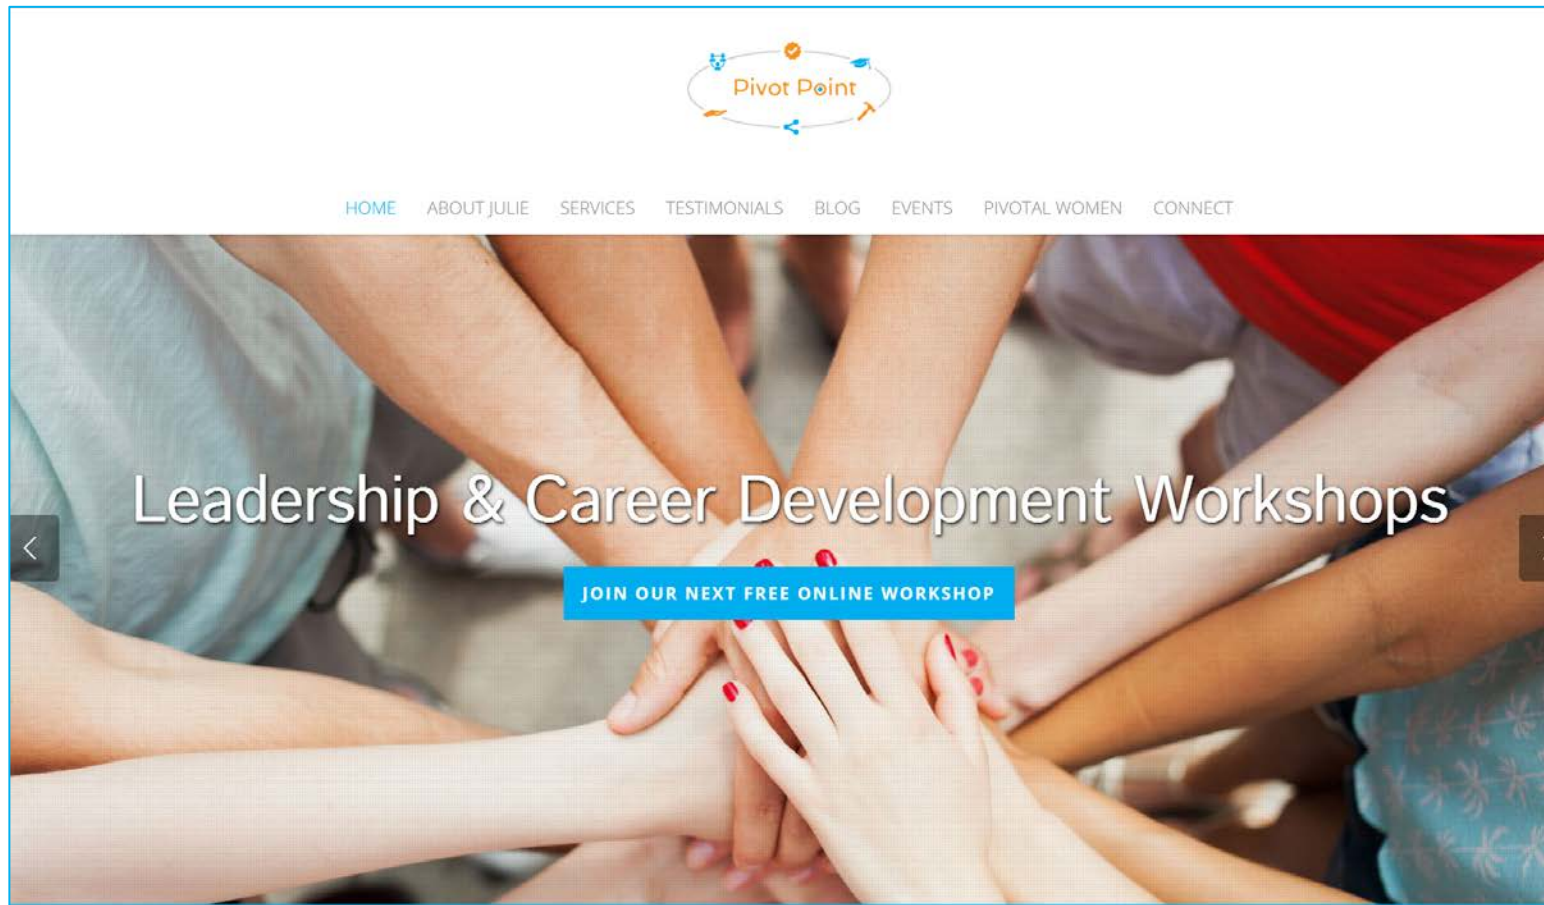 Pivot Point
HOME ABOUT JULIE SERVICES TESTIMONIALS BLOG EVENTS PIVOTAL WOMEN CONNECT
Leadership & Career Development Workshops
JOIN OUR NEXT FREE ONLINE WORKSHOP